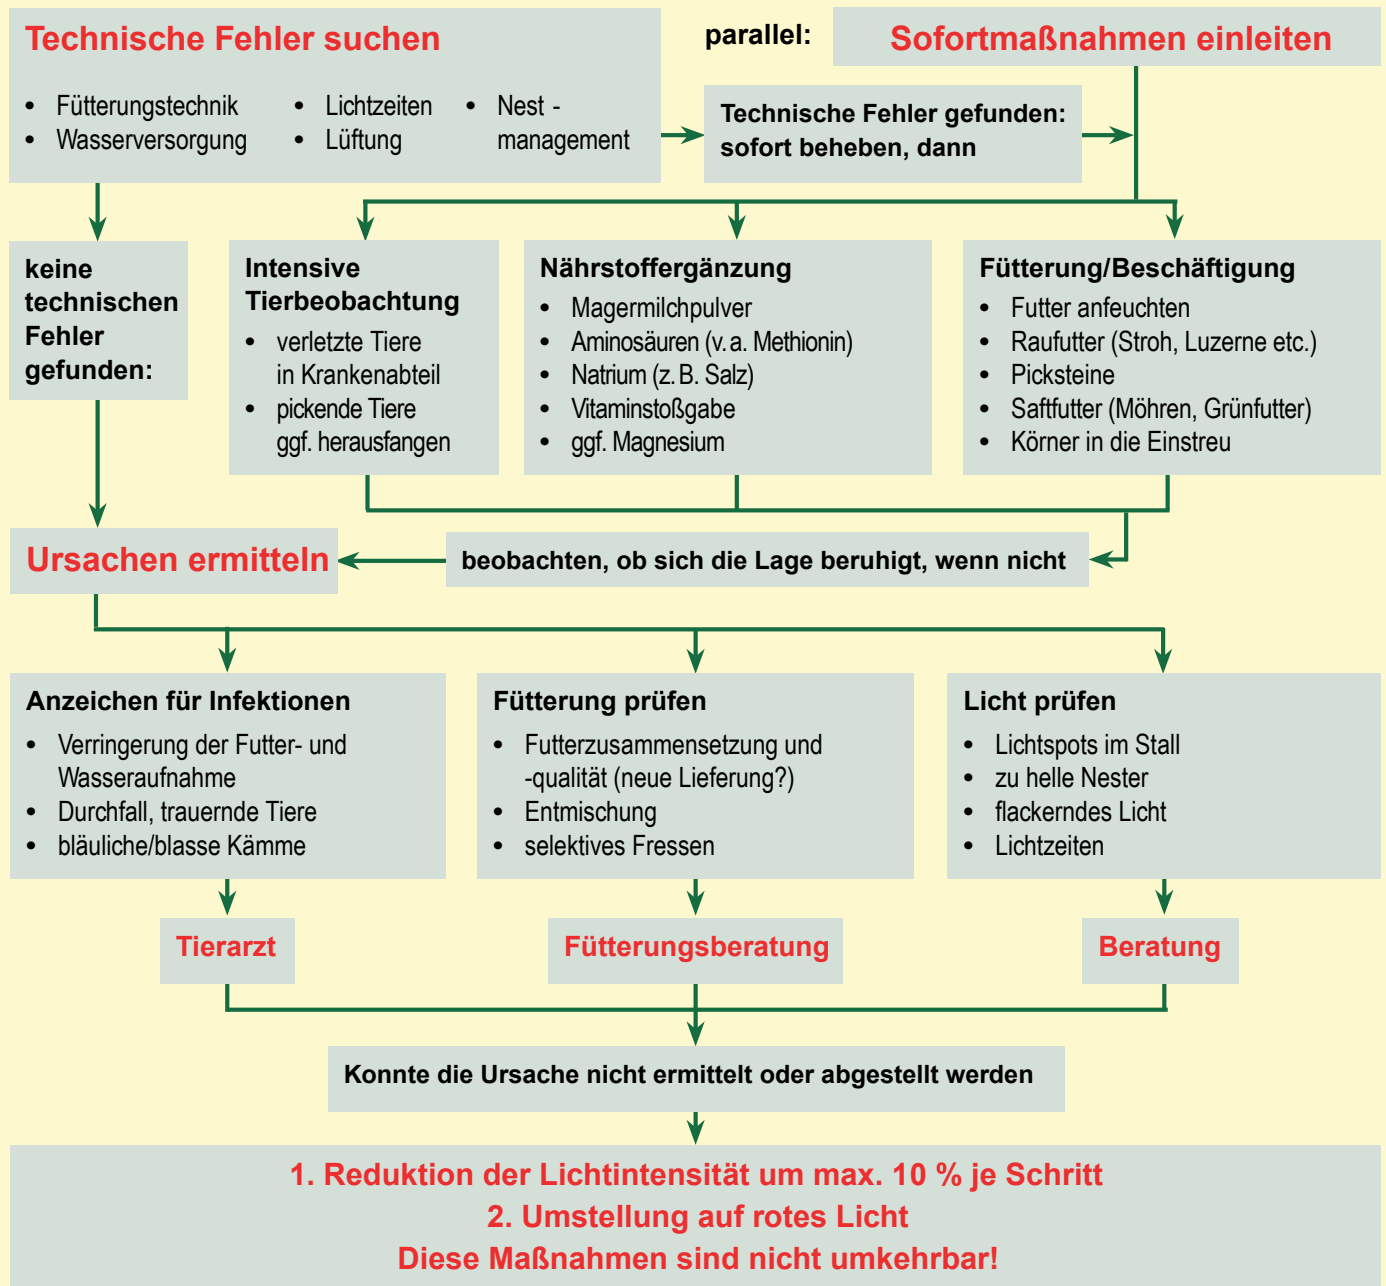 Technische Fehler suchen
• Fütterungstechnik
• Wasserversorgung
• Lichtzeiten
• Lüftung
• Nest -
management
parallel:
Sofortmaßnahmen einleiten
Technische Fehler gefunden:
sofort beheben, dann
keine
technischen
Fehler
gefunden:
Intensive
Tierbeobachtung
• verletzte Tiere
in Krankenabteil
• pickende Tiere
ggf. herausfangen
Nährstoffergänzung
• Magermilchpulver
• Aminosäuren (v. a. Methionin)
• Natrium (z. B. Salz)
• Vitaminstoßgabe
• ggf. Magnesium
Fütterung/Beschäftigung
• Futter anfeuchten
• Raufutter (Stroh, Luzerne etc.)
• Picksteine
• Saftfutter (Möhren, Grünfutter)
• Körner in die Einstreu
Ursachen ermitteln
beobachten, ob sich die Lage beruhigt, wenn nicht
Anzeichen für Infektionen
• Verringerung der Futter- und
Wasseraufnahme
• Durchfall, trauernde Tiere
• bläuliche/blasse Kämme
Fütterung prüfen
• Futterzusammensetzung und
-qualität (neue Lieferung?)
• Entmischung
• selektives Fressen
Licht prüfen
• Lichtspots im Stall
• zu helle Nester
• flackerndes Licht
• Lichtzeiten
Tierarzt
Fütterungsberatung
Beratung
Konnte die Ursache nicht ermittelt oder abgestellt werden
1. Reduktion der Lichtintensität um max. 10 % je Schritt
2. Umstellung auf rotes Licht
Diese Maßnahmen sind nicht umkehrbar!